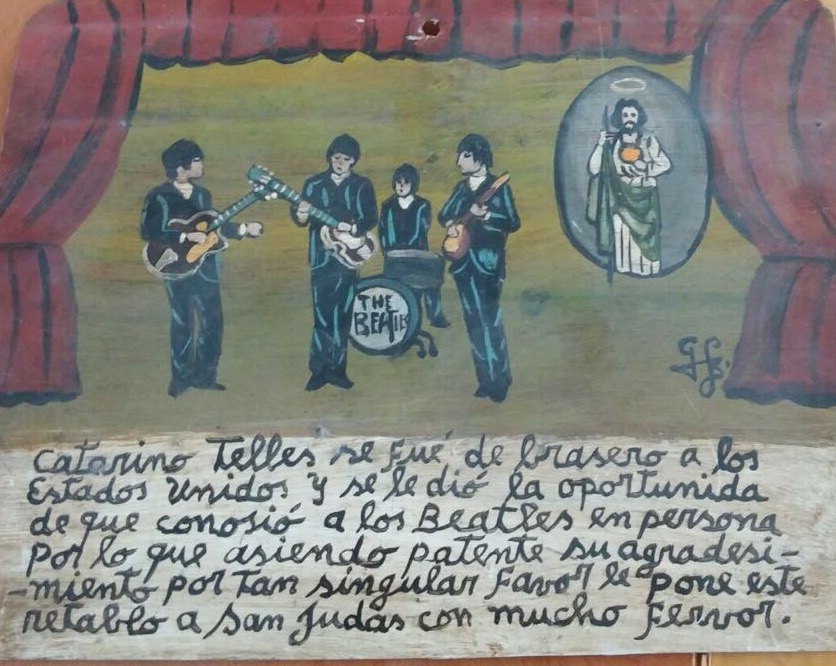 THE
BEATLES
GJB.
Catarino Telles se fué de brasero a los
Estados Unidos y se le dió la oportunida
de que conosió a los Beatles en persona
por lo que asiendo patente su agradesi-
-miento por tan singular favor le pone este
retablo a San Judas con mucho fervor.